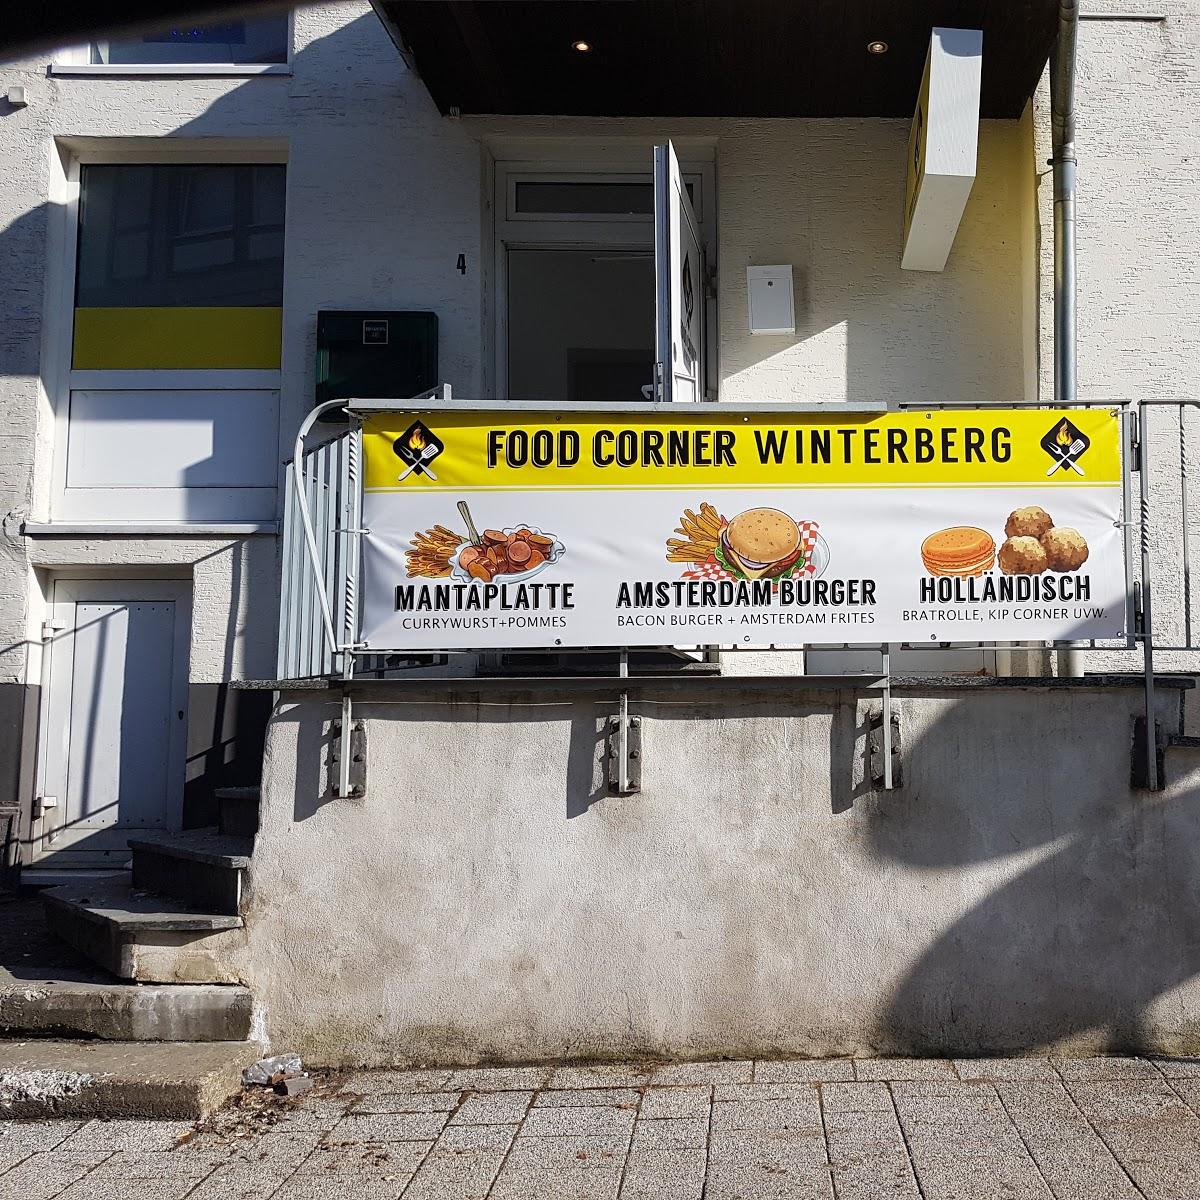 4
FOOD CORNER WINTERBERG
MANTAPLATTE
CURRYWURST+POMMES
AMSTERDAM BURGER
BACON BURGER + AMSTERDAM FRITES
HOLLÄNDISCH
BRATROLLE, KIP CORNER UVW.